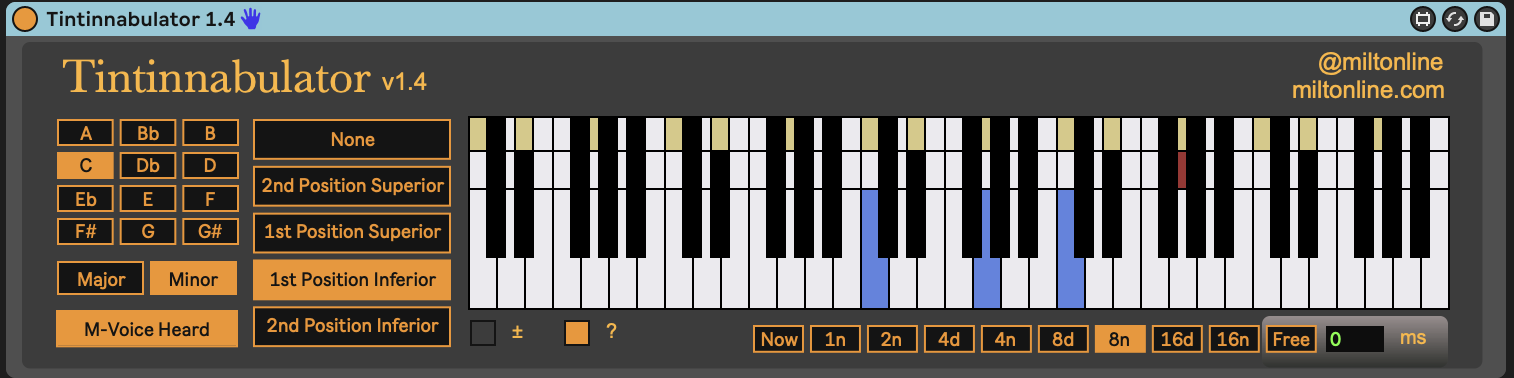 Tintinnabulator 1.4
Tintinnabulator v1.4
@miltonline
miltonline.com
A Bb B
C Db D
Eb E F
F# G G#
Major Minor
M-Voice Heard
None
2nd Position Superior
1st Position Superior
1st Position Inferior
2nd Position Inferior
± ?
Now 1n 2n 4d 4n 8d 8n 16d 16n Free 0 ms